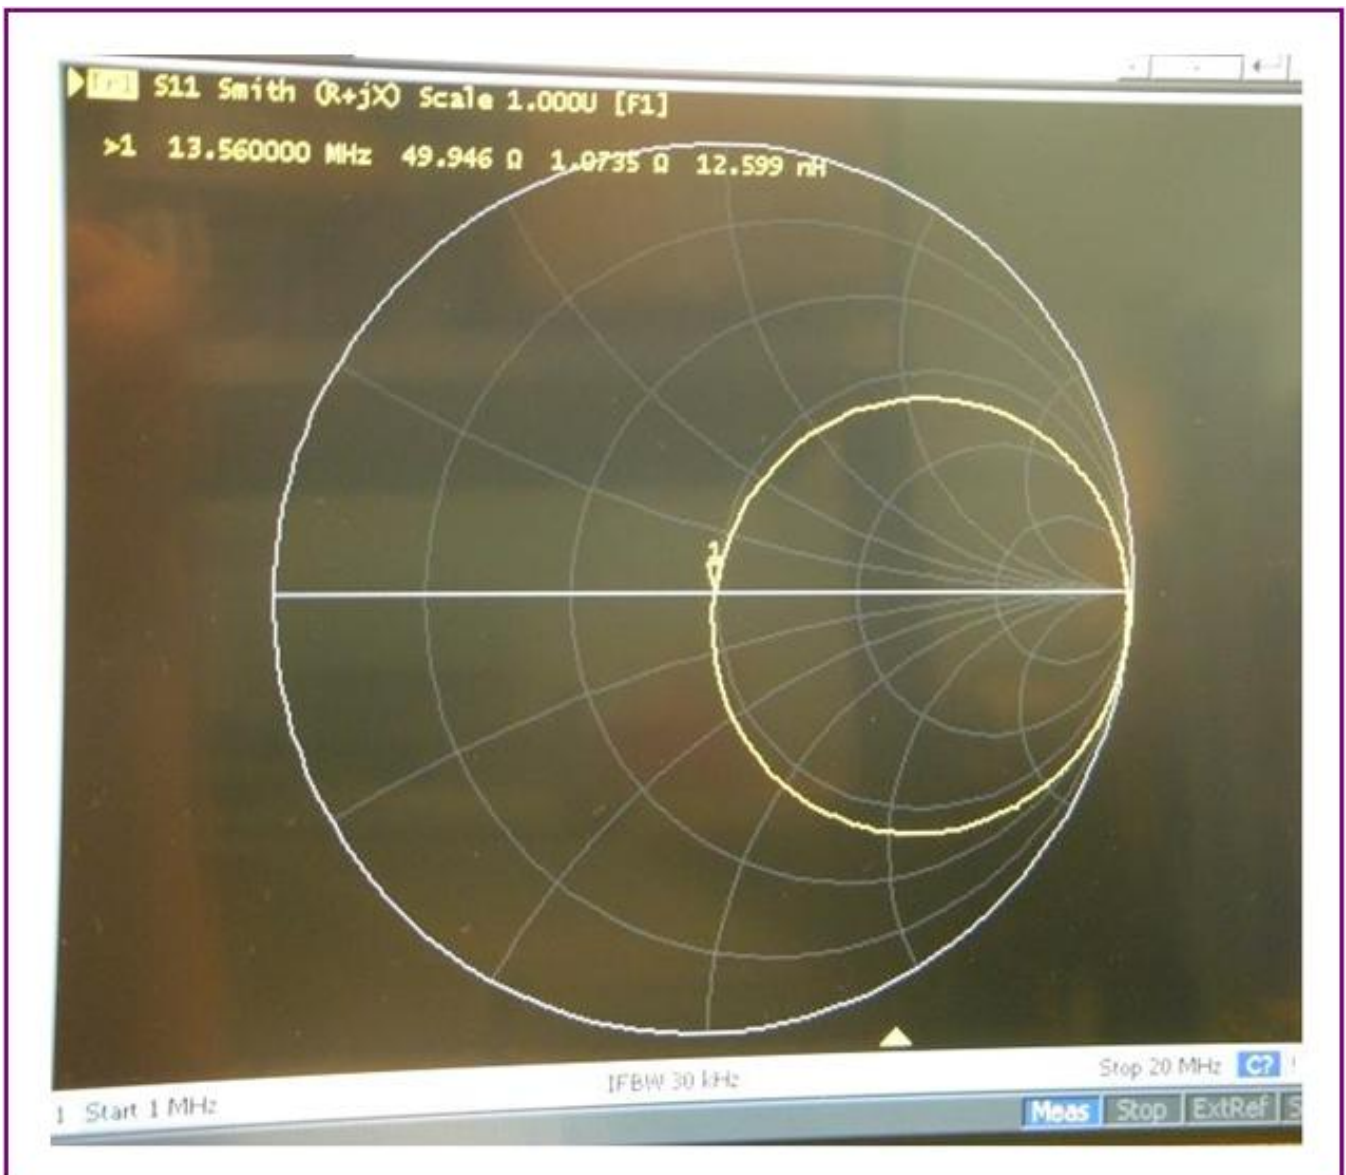 S11 Smith (R+jX) Scale 1.000U [F1]
>1 13.560000 MHz 49.946 Ω 1.0735 Ω 12.599 nH
1
IFBW 30 kHz
Stop 20 MHz C? !
1 Start 1 MHz
Meas Stop ExtRef S